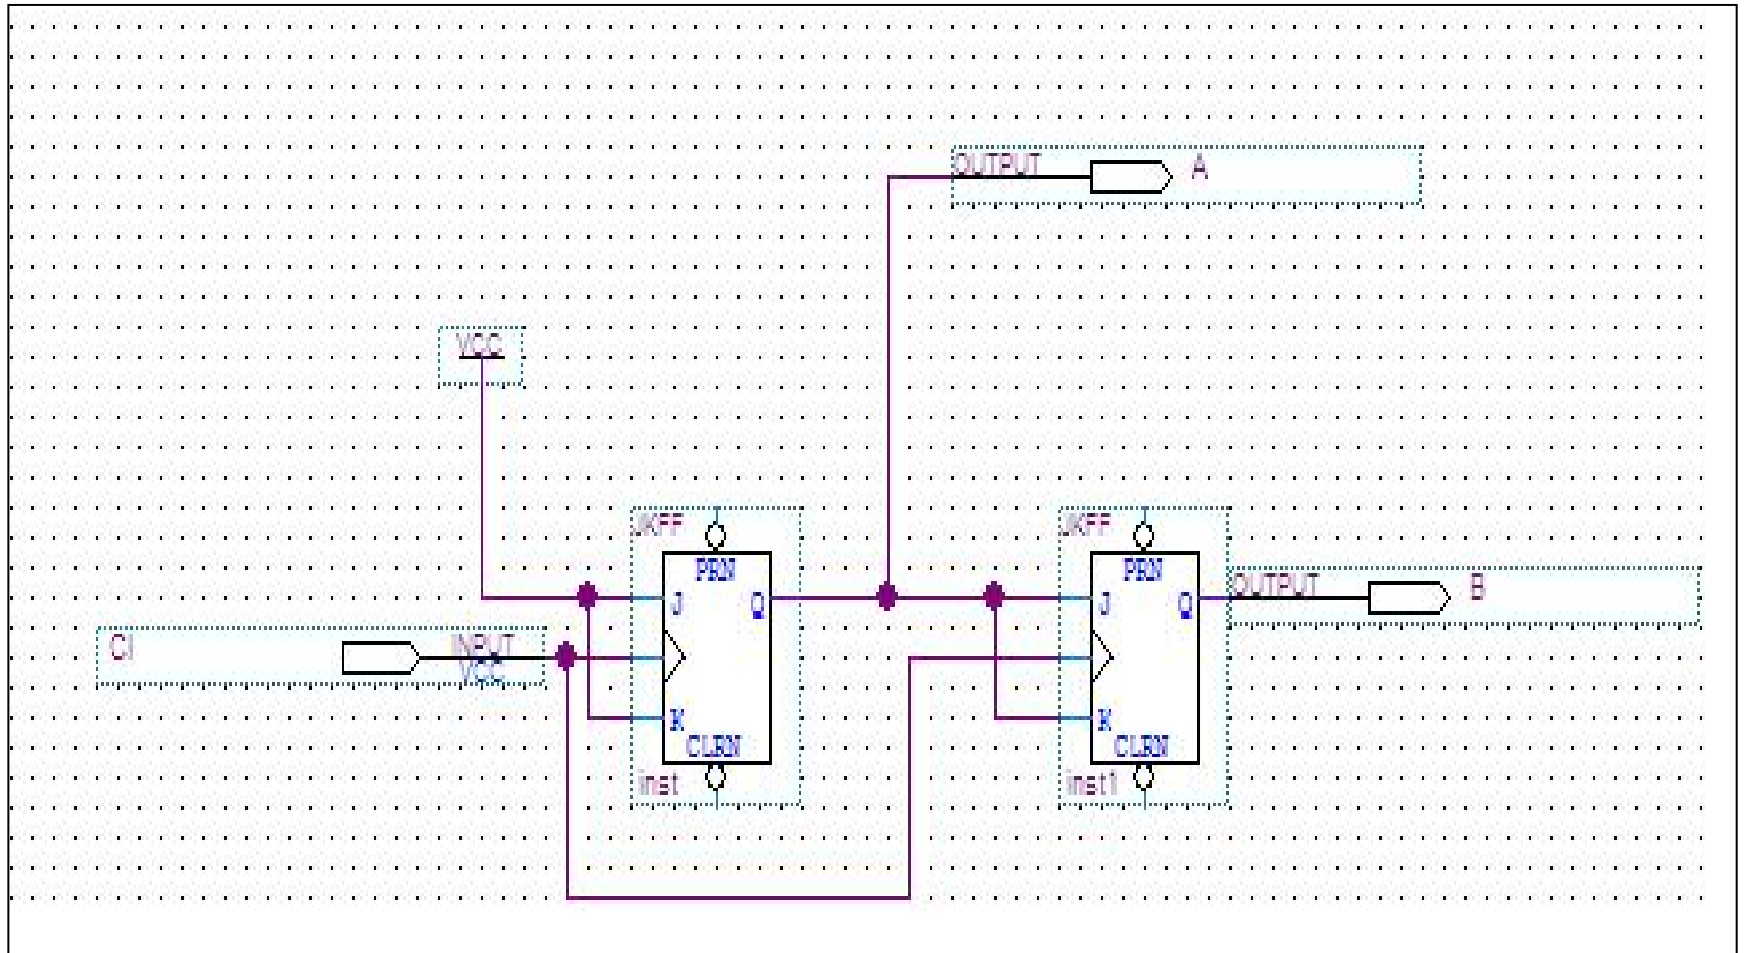 OUTPUT A
VCC
JKFF JKFF
PRN PRN
J Q J Q OUTPUT B
CI INPUT
VCC
K K
CLRN CLRN
inst inst1